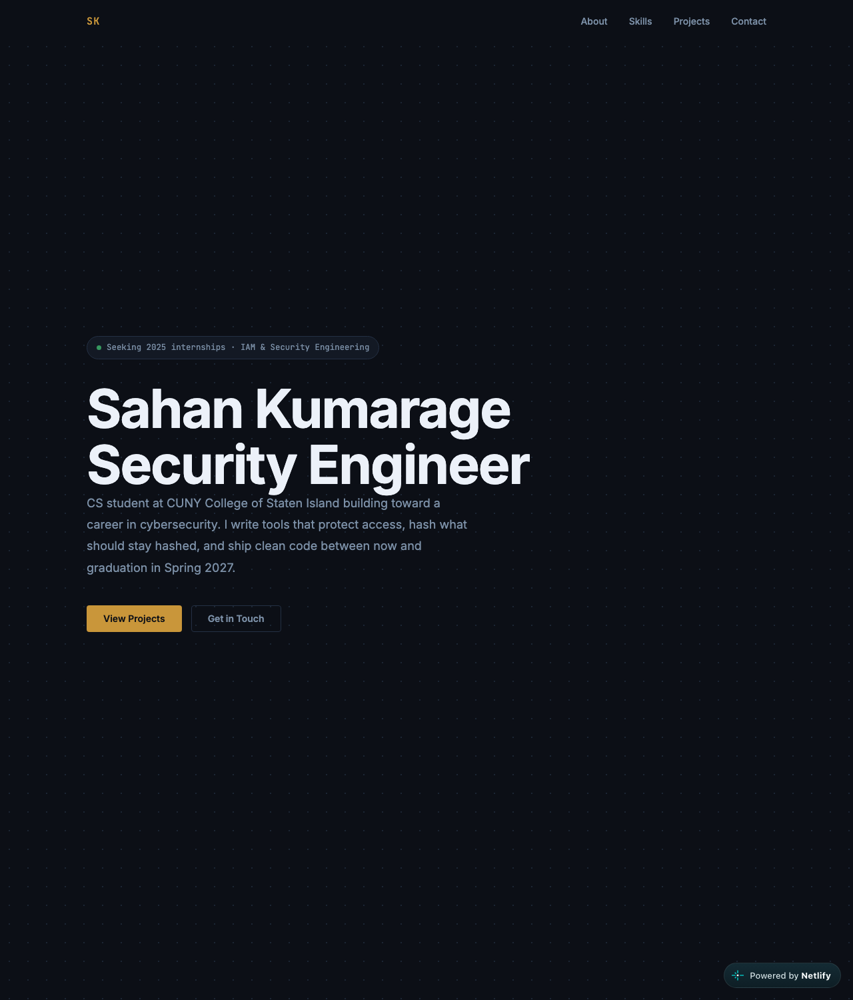 SK
About Skills Projects Contact
Seeking 2025 internships · IAM & Security Engineering
Sahan Kumarage
Security Engineer
CS student at CUNY College of Staten Island building toward a
career in cybersecurity. I write tools that protect access, hash what
should stay hashed, and ship clean code between now and
graduation in Spring 2027.
View Projects Get in Touch
Powered by Netlify